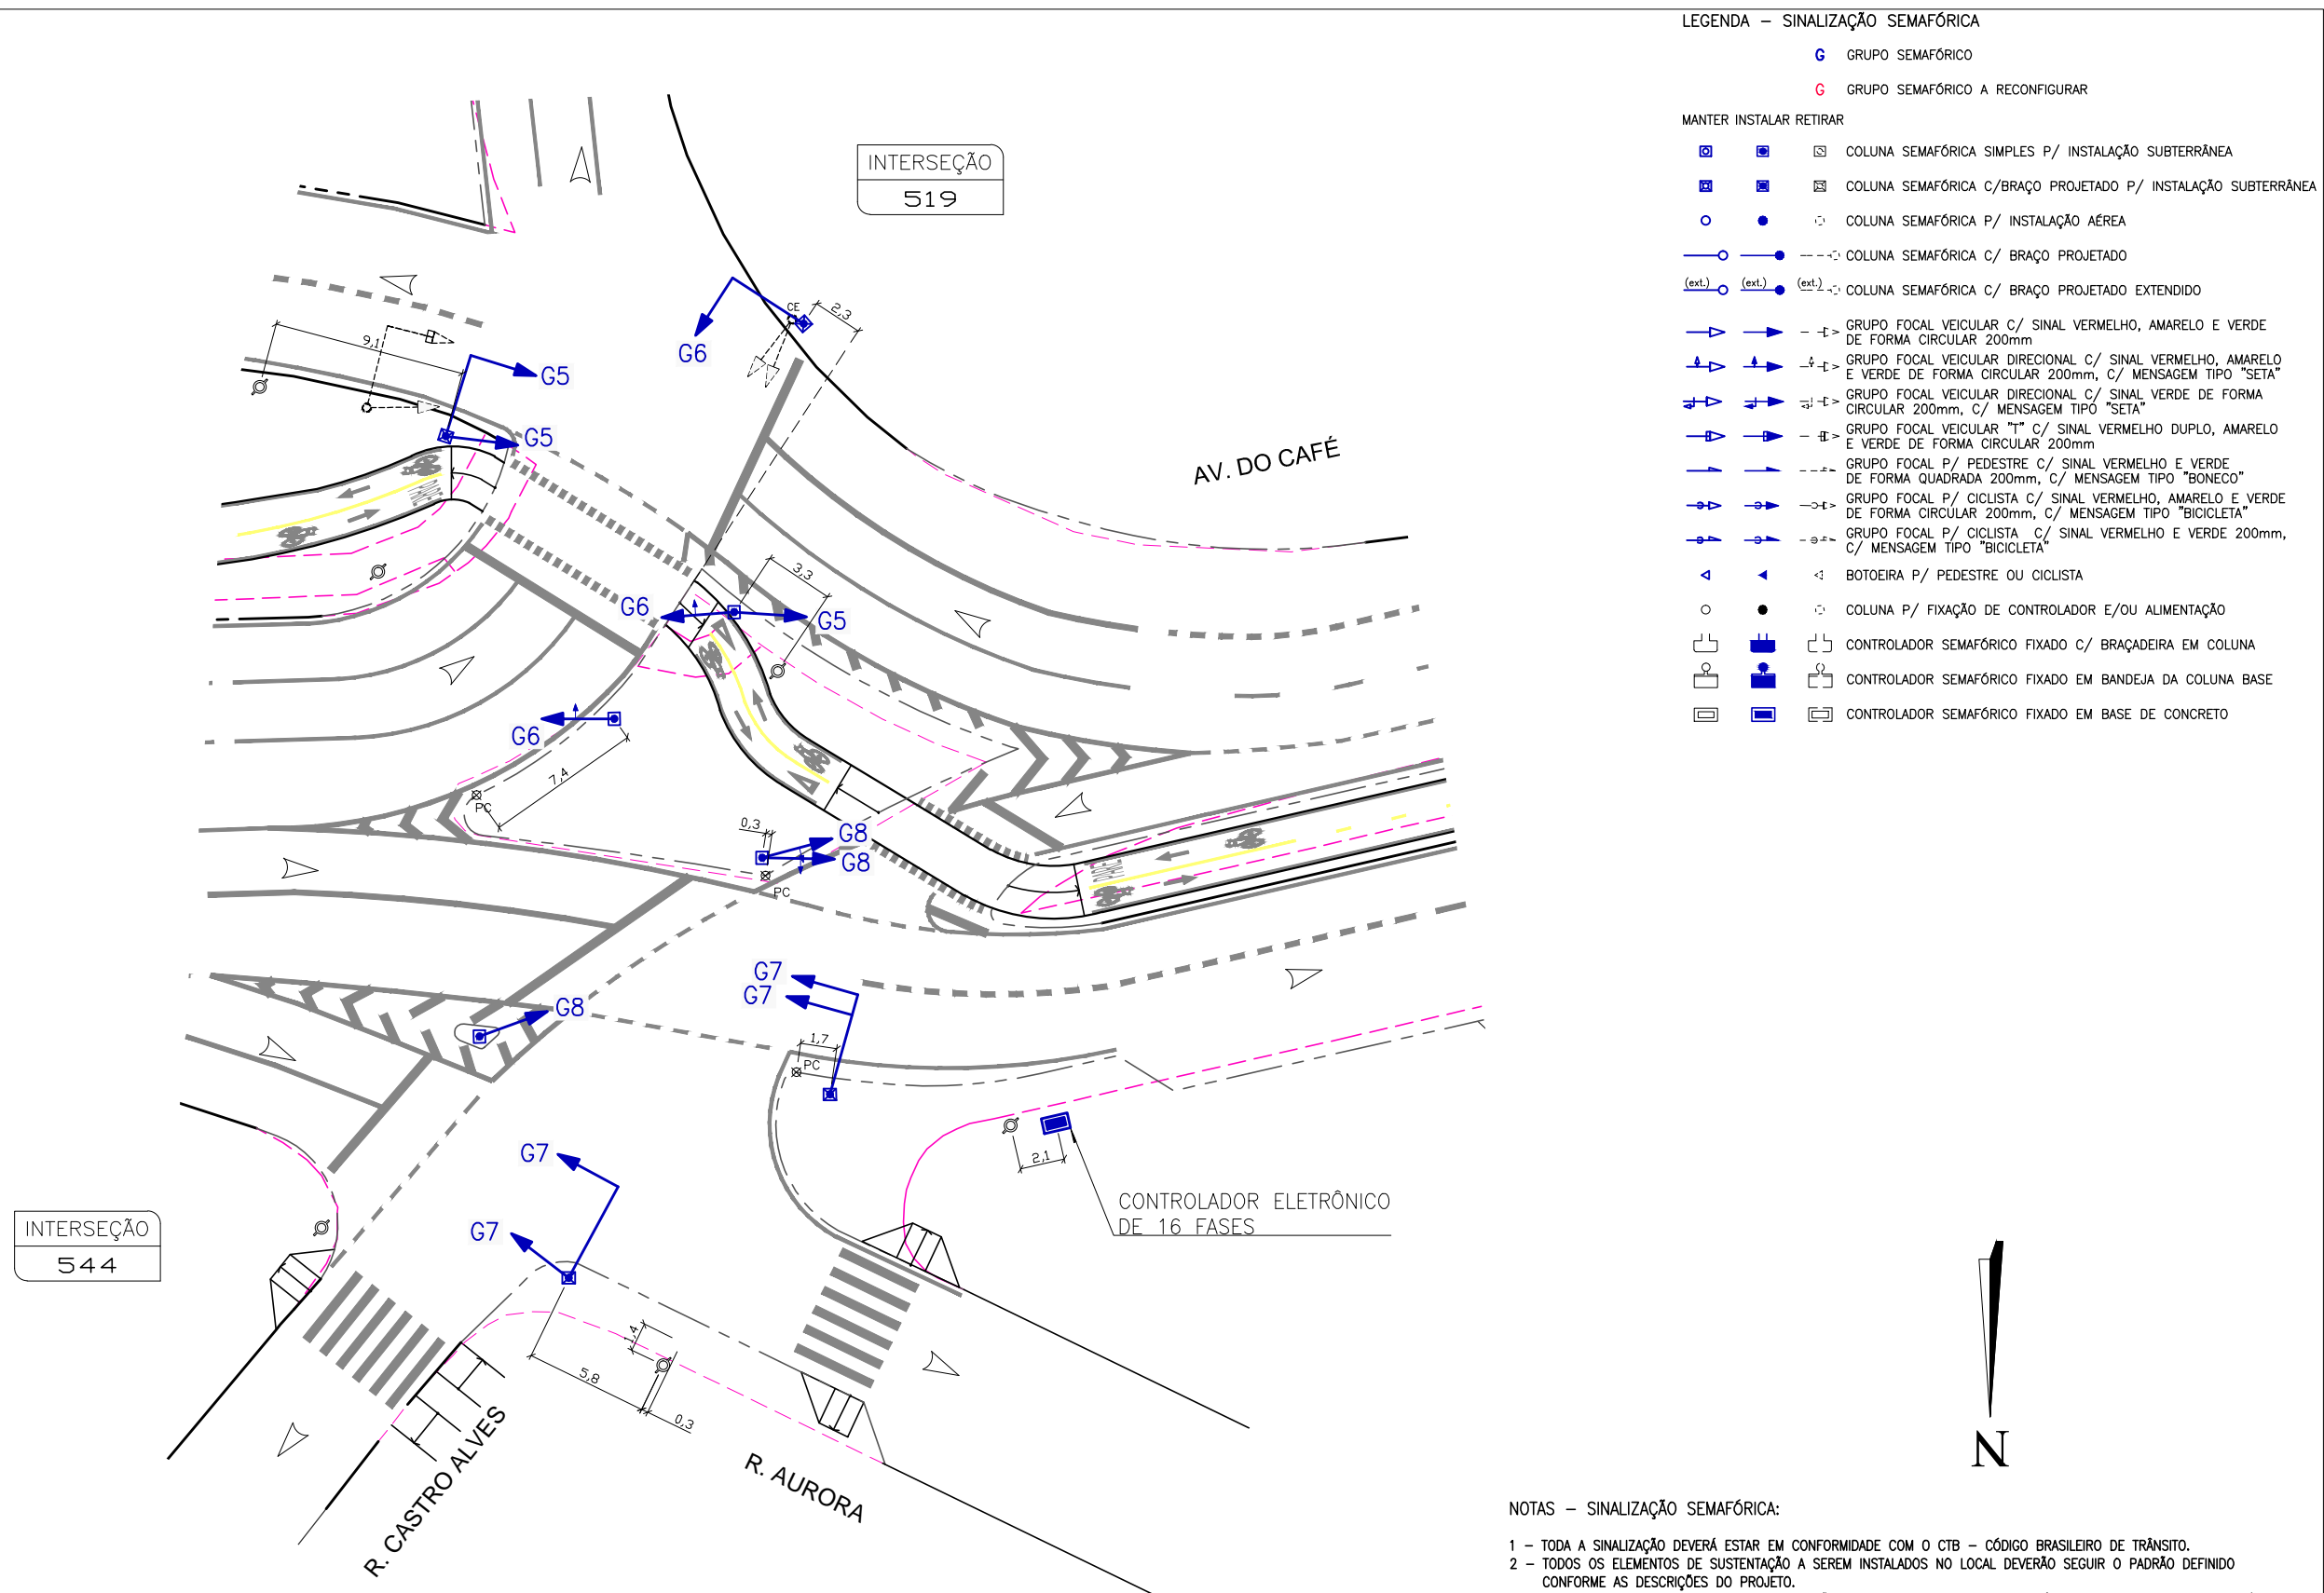 LEGENDA – SINALIZAÇÃO SEMAFÓRICA
G GRUPO SEMAFÓRICO
G GRUPO SEMAFÓRICO A RECONFIGURAR
MANTER INSTALAR RETIRAR
COLUNA SEMAFÓRICA SIMPLES P/ INSTALAÇÃO SUBTERRÂNEA
COLUNA SEMAFÓRICA C/BRAÇO PROJETADO P/ INSTALAÇÃO SUBTERRÂNEA
COLUNA SEMAFÓRICA P/ INSTALAÇÃO AÉREA
COLUNA SEMAFÓRICA C/ BRAÇO PROJETADO
(ext.) (ext.) (ext.) COLUNA SEMAFÓRICA C/ BRAÇO PROJETADO EXTENDIDO
GRUPO FOCAL VEICULAR C/ SINAL VERMELHO, AMARELO E VERDE
DE FORMA CIRCULAR 200mm
GRUPO FOCAL VEICULAR DIRECIONAL C/ SINAL VERMELHO, AMARELO
E VERDE DE FORMA CIRCULAR 200mm, C/ MENSAGEM TIPO "SETA"
GRUPO FOCAL VEICULAR DIRECIONAL C/ SINAL VERDE DE FORMA
CIRCULAR 200mm, C/ MENSAGEM TIPO "SETA"
GRUPO FOCAL VEICULAR "T" C/ SINAL VERMELHO DUPLO, AMARELO
E VERDE DE FORMA CIRCULAR 200mm
GRUPO FOCAL P/ PEDESTRE C/ SINAL VERMELHO E VERDE
DE FORMA QUADRADA 200mm, C/ MENSAGEM TIPO "BONECO"
GRUPO FOCAL P/ CICLISTA C/ SINAL VERMELHO, AMARELO E VERDE
DE FORMA CIRCULAR 200mm, C/ MENSAGEM TIPO "BICICLETA"
GRUPO FOCAL P/ CICLISTA C/ SINAL VERMELHO E VERDE 200mm,
C/ MENSAGEM TIPO "BICICLETA"
BOTOEIRA P/ PEDESTRE OU CICLISTA
COLUNA P/ FIXAÇÃO DE CONTROLADOR E/OU ALIMENTAÇÃO
CONTROLADOR SEMAFÓRICO FIXADO C/ BRAÇADEIRA EM COLUNA
CONTROLADOR SEMAFÓRICO FIXADO EM BANDEJA DA COLUNA BASE
CONTROLADOR SEMAFÓRICO FIXADO EM BASE DE CONCRETO
INTERSEÇÃO
519
CE
2,3
G6
9,1
G5
G5
AV. DO CAFÉ
3,3
G6
G5
G6
7,4
PC
0,3
G8
G8
PC
G7
G7
G8
1,7
PC
G7
2,1
CONTROLADOR ELETRÔNICO
DE 16 FASES
INTERSEÇÃO
544
G7
1,4
5,8
0,3
R. CASTRO ALVES
R. AURORA
N
NOTAS – SINALIZAÇÃO SEMAFÓRICA:
1 – TODA A SINALIZAÇÃO DEVERÁ ESTAR EM CONFORMIDADE COM O CTB – CÓDIGO BRASILEIRO DE TRÂNSITO.
2 – TODOS OS ELEMENTOS DE SUSTENTAÇÃO A SEREM INSTALADOS NO LOCAL DEVERÃO SEGUIR O PADRÃO DEFINIDO
CONFORME AS DESCRIÇÕES DO PROJETO.